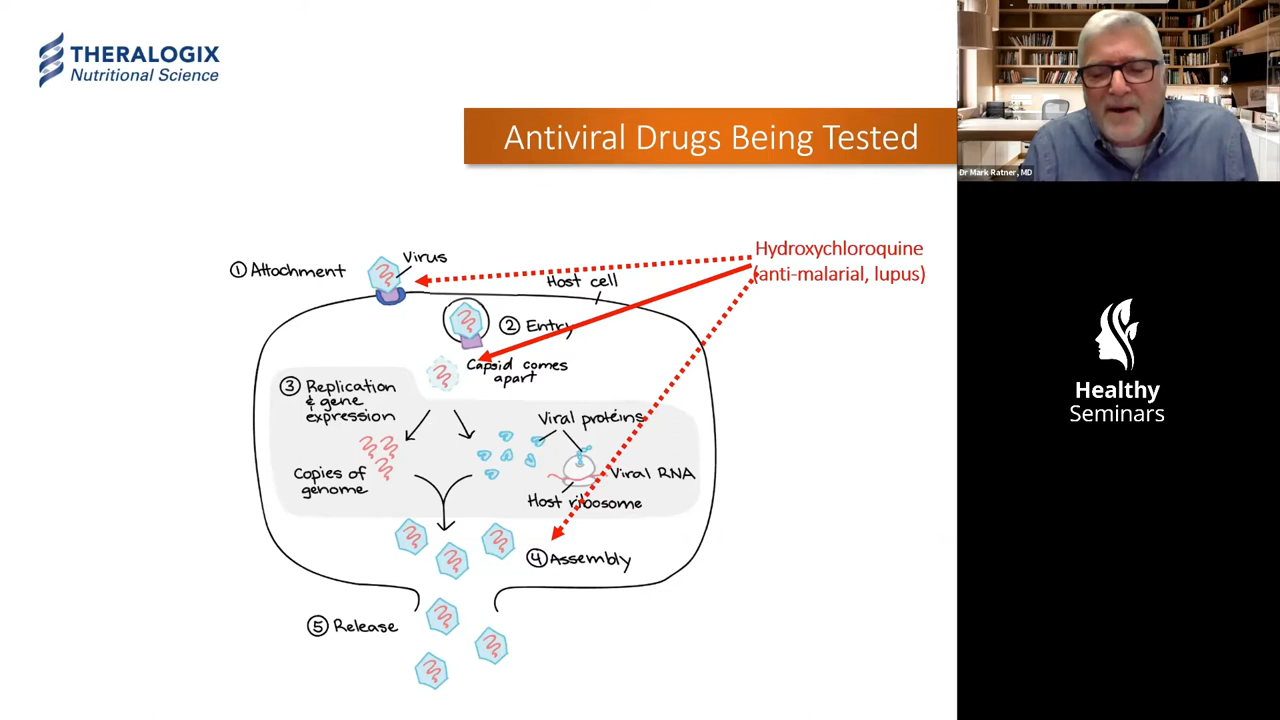 THERALOGIX
Nutritional Science
Antiviral Drugs Being Tested
Dr Mark Ratner, MD
Hydroxychloroquine
(anti-malarial, lupus)
① Attachment
Virus
Host cell
② Entry
Capsid comes
apart
③ Replication
& gene
expression
Viral proteins
Copies of
genome
Viral RNA
Host ribosome
④ Assembly
⑤ Release
Healthy
Seminars